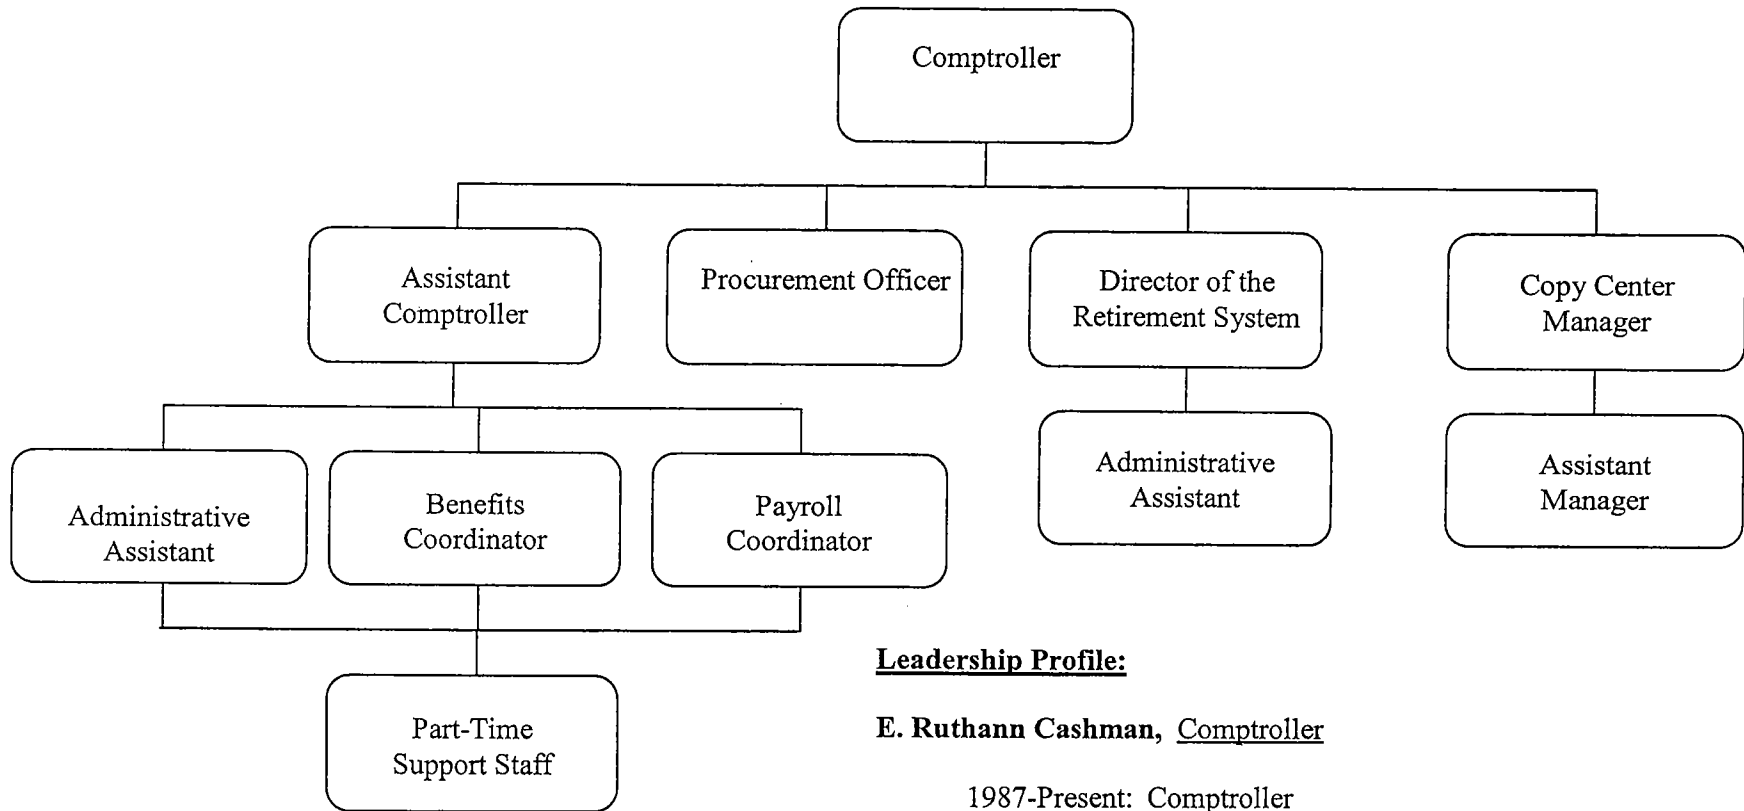 Comptroller
Assistant
Comptroller
Procurement Officer
Director of the
Retirement System
Copy Center
Manager
Administrative
Assistant
Benefits
Coordinator
Payroll
Coordinator
Administrative
Assistant
Assistant
Manager
Part-Time
Support Staff
Leadership Profile:
E. Ruthann Cashman, Comptroller
1987-Present: Comptroller